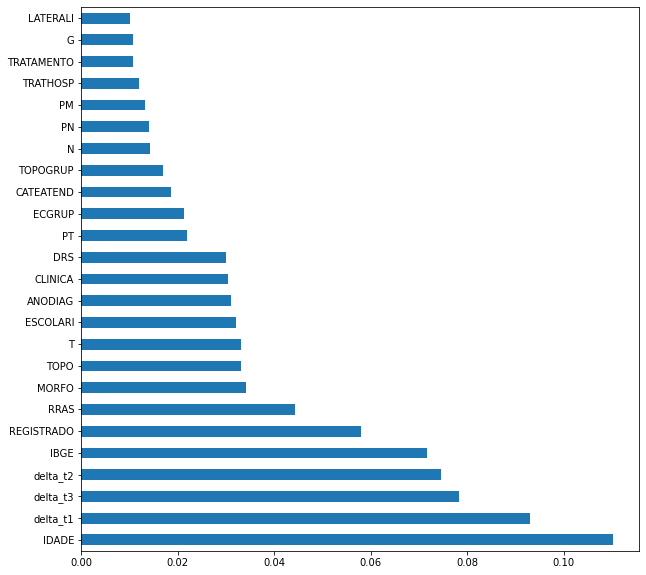 LATERALI
G
TRATAMENTO
TRATHOSP
PM
PN
N
TOPOGRUP
CATEATEND
ECGRUP
PT
DRS
CLINICA
ANODIAG
ESCOLARI
T
TOPO
MORFO
RRAS
REGISTRADO
IBGE
delta_t2
delta_t3
delta_t1
IDADE
0.00 0.02 0.04 0.06 0.08 0.10